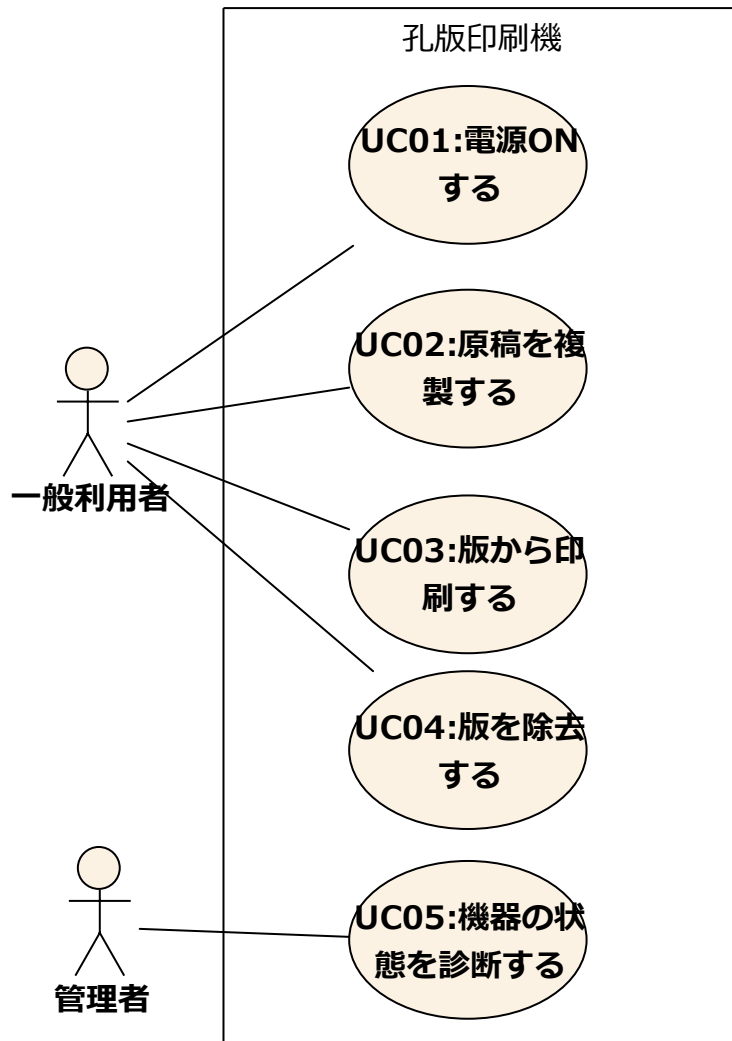 孔版印刷機
UC01:電源ON
する
UC02:原稿を複
製する
一般利用者
UC03:版から印
刷する
UC04:版を除去
する
UC05:機器の状
態を診断する
管理者